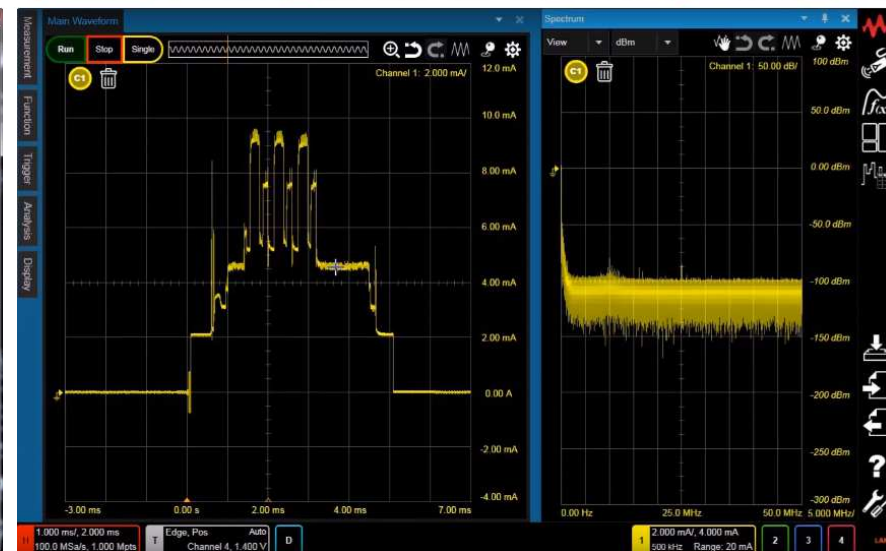 Main Waveform
Run
Stop
Single
C1
Channel 1: 2.000 mA/
12.0 mA
10.0 mA
8.00 mA
6.00 mA
4.00 mA
2.00 mA
0.00 A
-2.00 mA
-4.00 mA
-3.00 ms
0.00 s
2.00 ms
4.00 ms
7.00 ms
Measurement
Function
Trigger
Analysis
Display
Spectrum
View
dBm
C1
Channel 1: 50.00 dB/
100 dBm
50.0 dBm
0.00 dBm
-50.0 dBm
-100 dBm
-150 dBm
-200 dBm
-250 dBm
-300 dBm
0.00 Hz
25.0 MHz
50.0 MHz
5.000 MHz/
f(x)
?
H
1.000 ms/, 2.000 ms
100.0 MSa/s, 1.000 Mpts
T
Edge, Pos
Auto
Channel 4, 1.400 V
D
1
2.000 mA/, 4.000 mA
500 kHz
Range: 20 mA
2
3
4